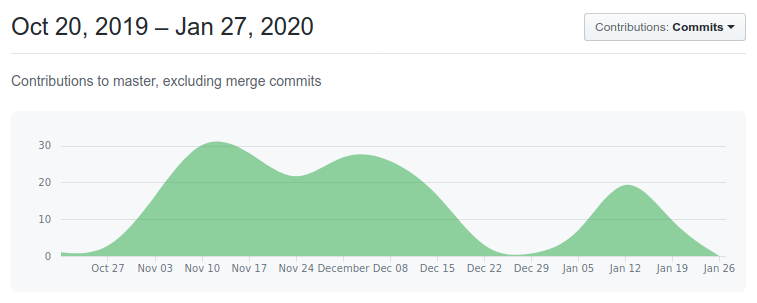 Oct 20, 2019 – Jan 27, 2020
Contributions: Commits
Contributions to master, excluding merge commits
30
20
10
0
Oct 27 Nov 03 Nov 10 Nov 17 Nov 24 December Dec 08 Dec 15 Dec 22 Dec 29 Jan 05 Jan 12 Jan 19 Jan 26